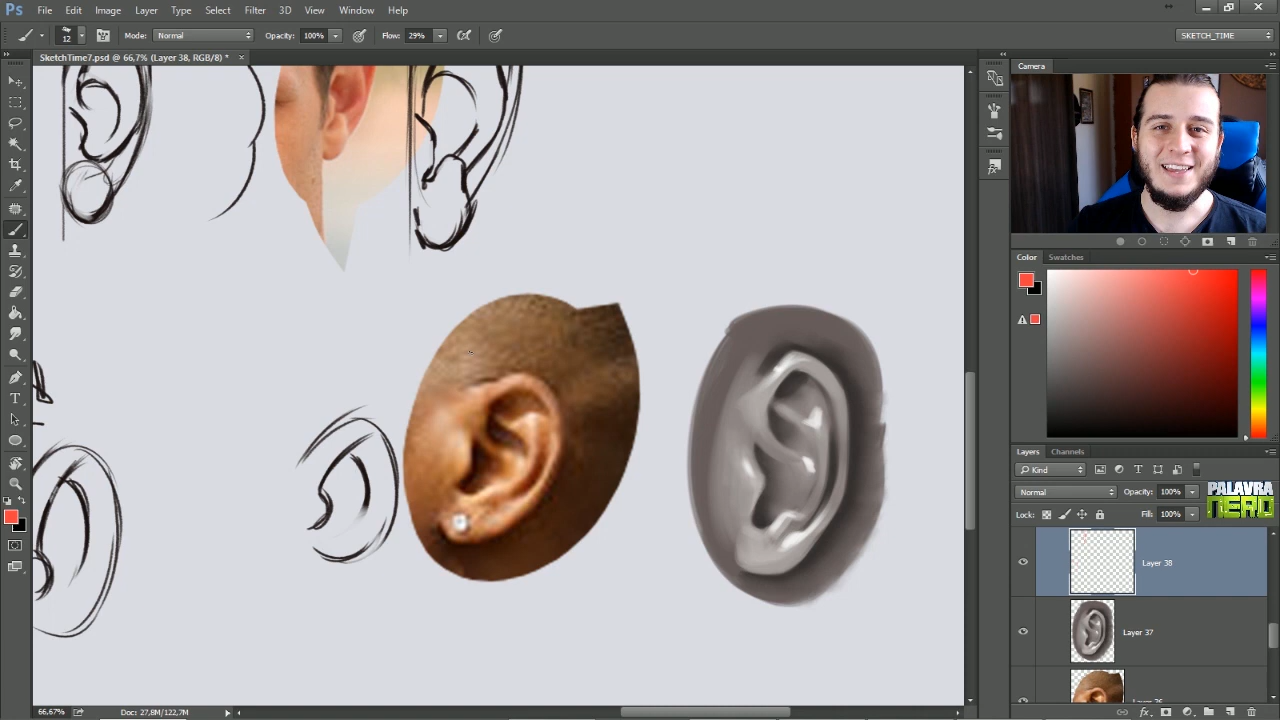 Ps File Edit Image Layer Type Select Filter 3D View Window Help
12 Mode: Normal Opacity: 100% Flow: 29% SKETCH_TIME
SketchTime7.psd @ 66,7% (Layer 38, RGB/8) * ×
Camera
Color Swatches
Layers Channels
Kind
Normal Opacity: 100%
PALAVRA
NERD
Lock: Fill: 100%
Layer 38
Layer 37
66,67% Doc: 27,8M/122,7M